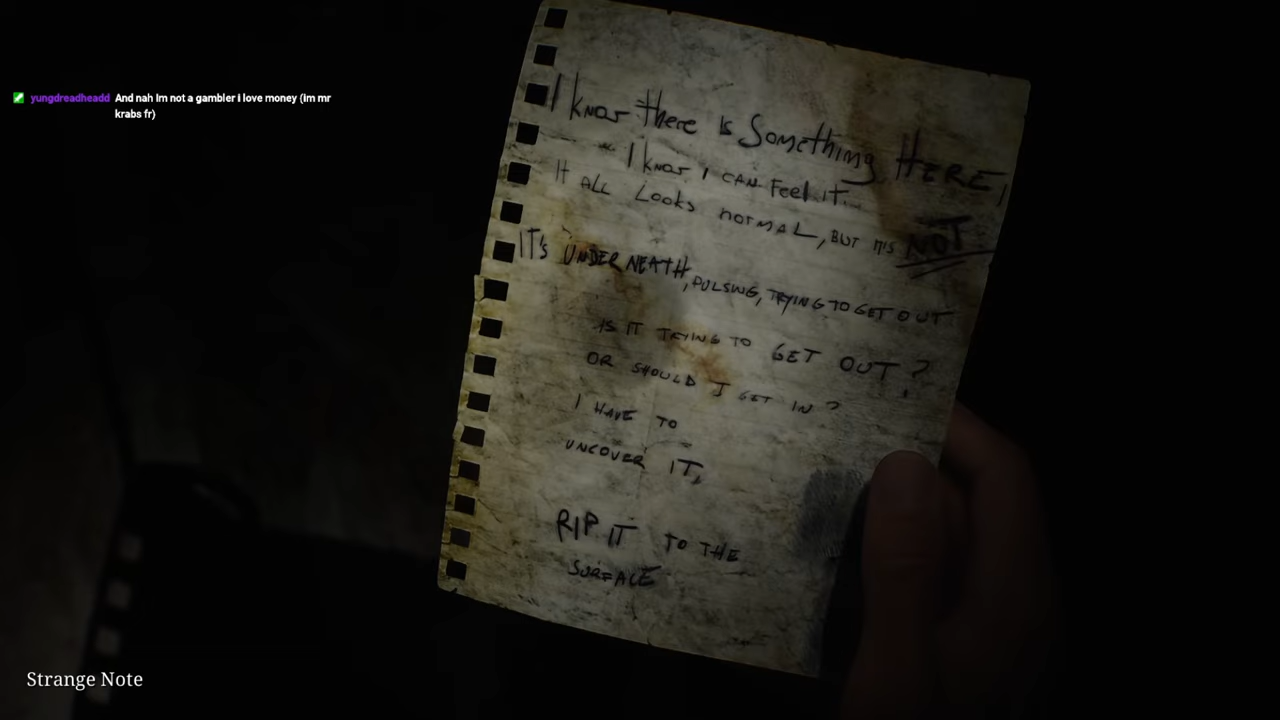 yungdreadheadd And nah Im not a gambler i love money (im mr
krabs fr)
I know there is Something HERE,
I know I CAN Feel IT.
It ALL Looks normAL, BUT it's NOT
IT'S UNDERNEATH, PULSING, TRYING TO GET OUT
IS IT TRYING TO GET OUT?
OR SHOULD I GET IN?
I HAVE TO
UNCOVER IT,
RIP IT TO THE
SURFACE
Strange Note